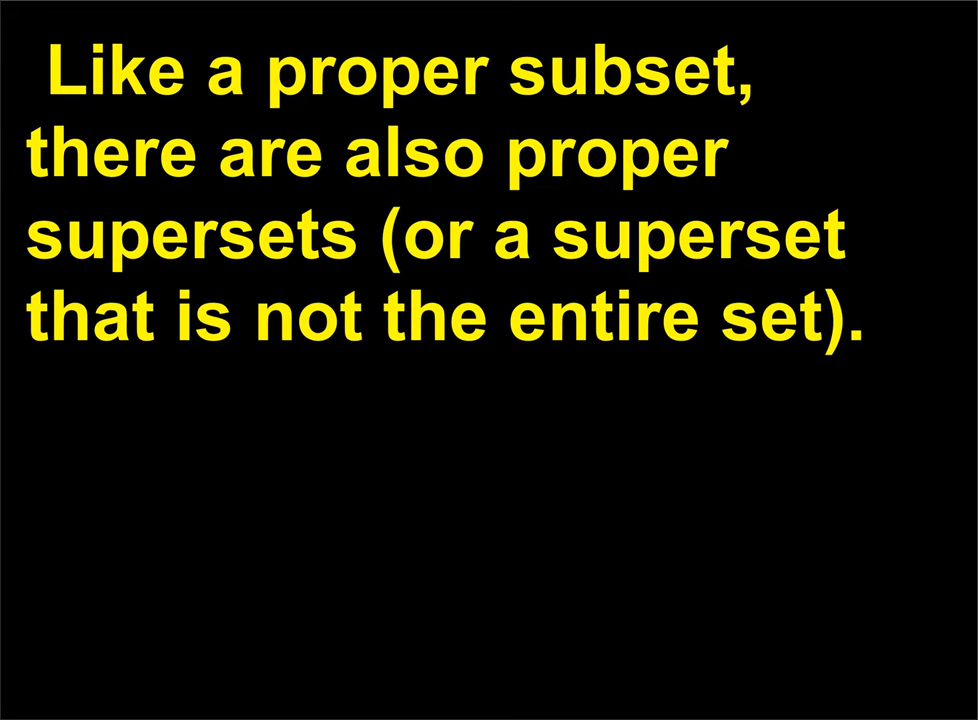 Like a proper subset,
there are also proper
supersets (or a superset
that is not the entire set).